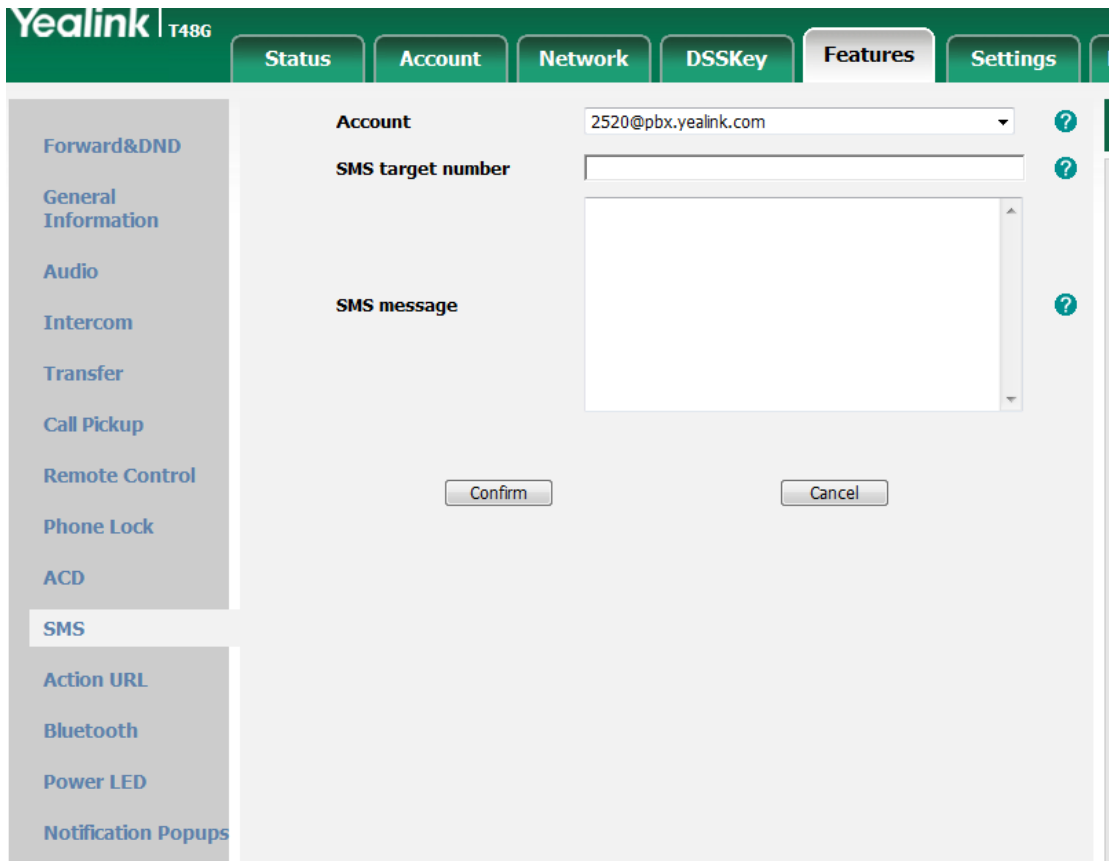 Yealink T48G
Status Account Network DSSKey Features Settings
Account 2520@pbx.yealink.com ?
SMS target number ?
SMS message ?
Confirm Cancel
Forward&DND
General
Information
Audio
Intercom
Transfer
Call Pickup
Remote Control
Phone Lock
ACD
SMS
Action URL
Bluetooth
Power LED
Notification Popups